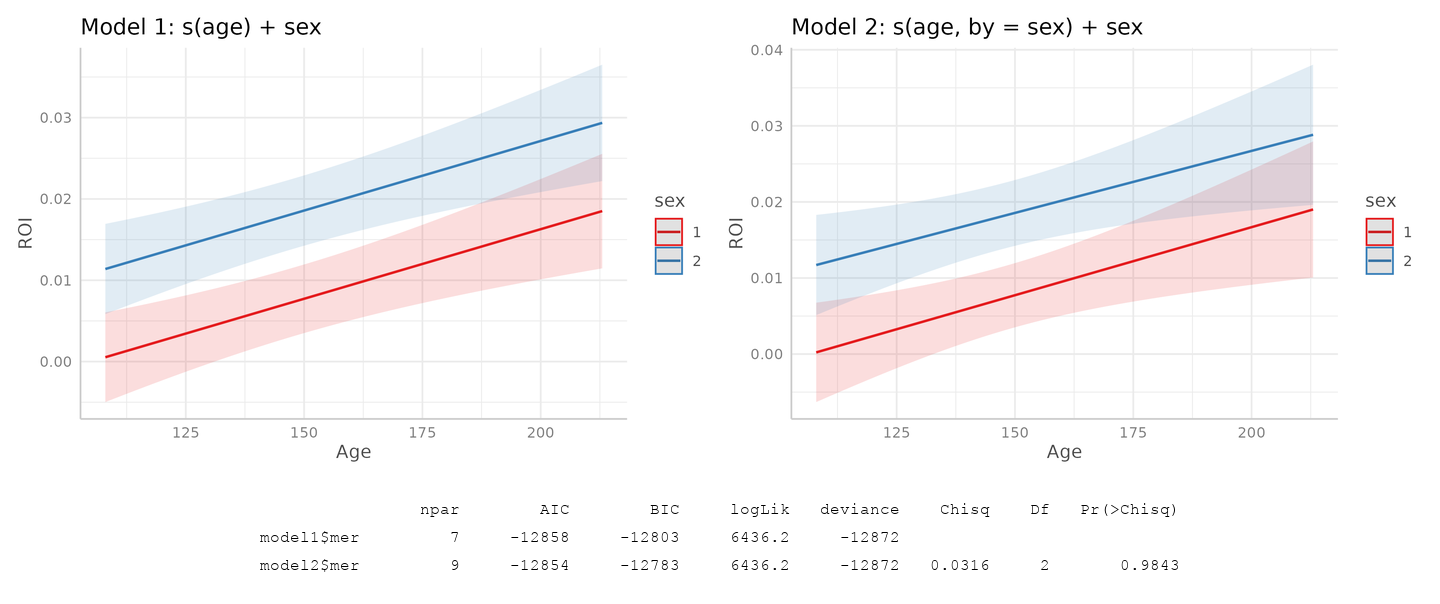 Model 1: s(age) + sex
0.03
0.02
0.01
0.00
ROI
125 150 175 200
Age
sex
1
2
Model 2: s(age, by = sex) + sex
0.04
0.03
0.02
0.01
0.00
ROI
125 150 175 200
Age
sex
1
2
npar AIC BIC logLik deviance Chisq Df Pr(>Chisq)
model1$mer 7 -12858 -12803 6436.2 -12872
model2$mer 9 -12854 -12783 6436.2 -12872 0.0316 2 0.9843